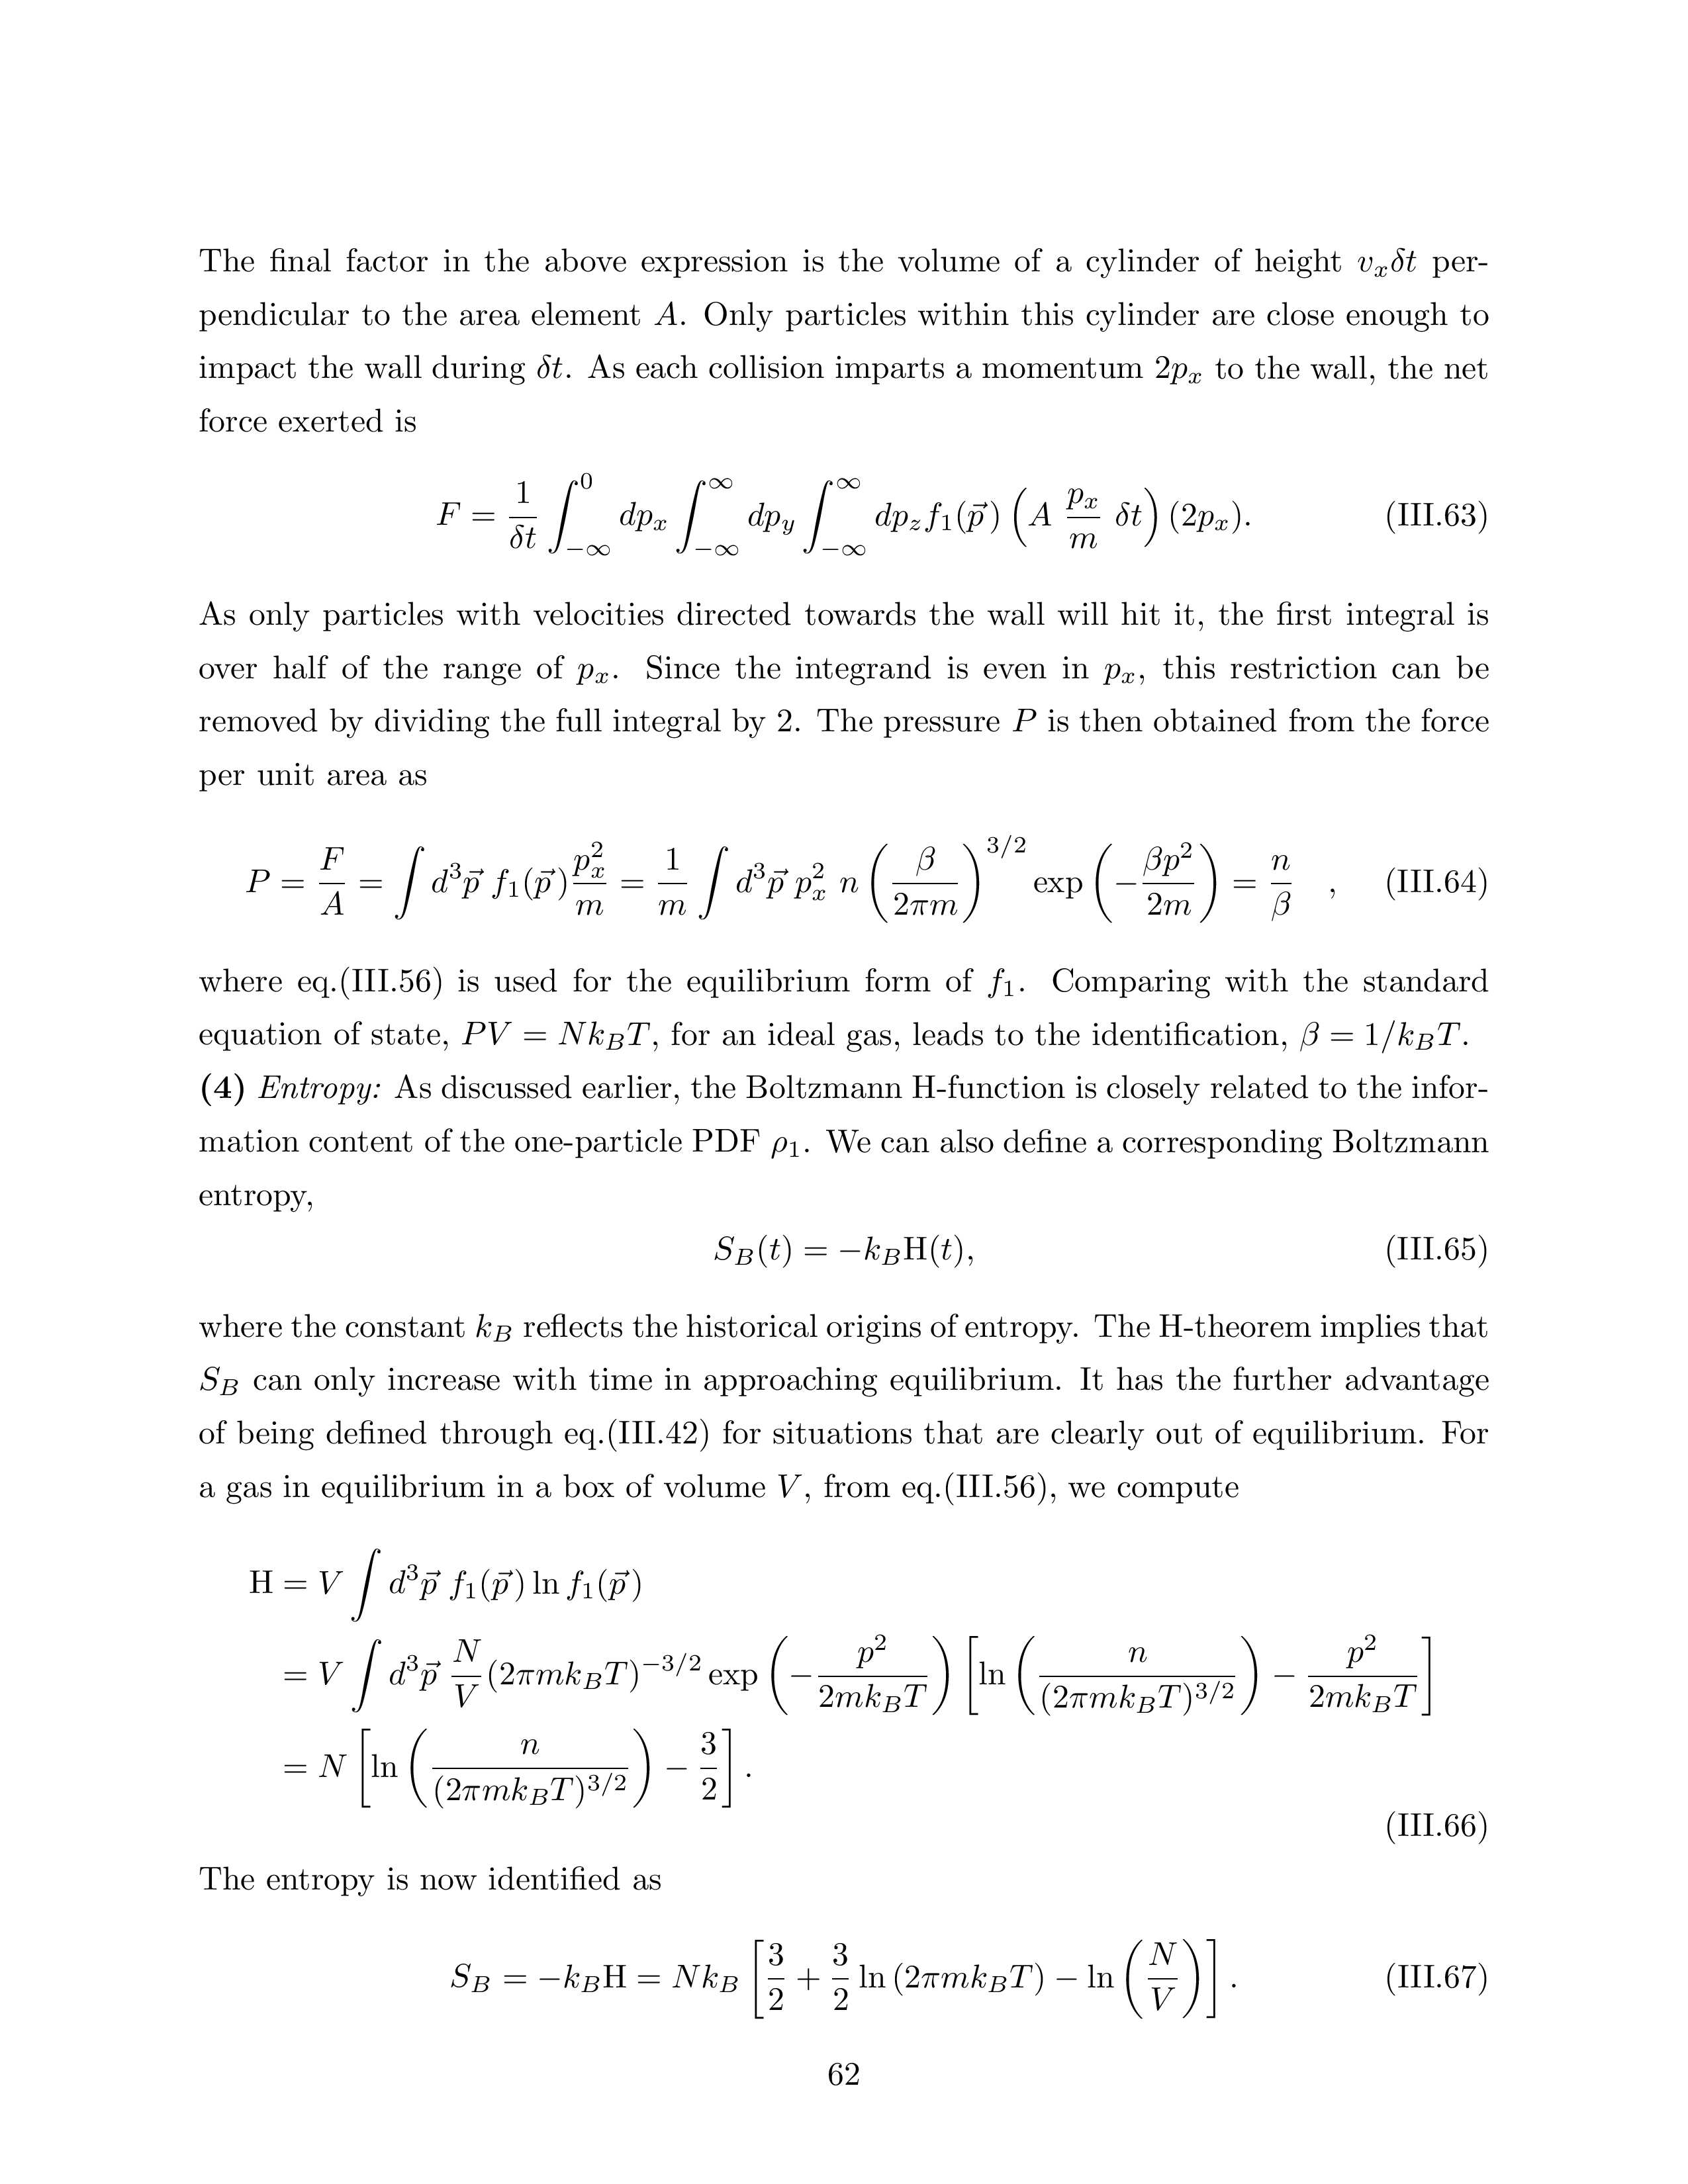 The final factor in the above expression is the volume of a cylinder of height $v_x \delta t$ per-
pendicular to the area element $A$. Only particles within this cylinder are close enough to
impact the wall during $\delta t$. As each collision imparts a momentum $2p_x$ to the wall, the net
force exerted is
$$F = \frac{1}{\delta t} \int_{-\infty}^{0} dp_x \int_{-\infty}^{\infty} dp_y \int_{-\infty}^{\infty} dp_z f_1(\vec{p}\,) \left( A \, \frac{p_x}{m} \, \delta t \right) (2p_x). \quad \text{(III.63)}$$
As only particles with velocities directed towards the wall will hit it, the first integral is
over half of the range of $p_x$. Since the integrand is even in $p_x$, this restriction can be
removed by dividing the full integral by 2. The pressure $P$ is then obtained from the force
per unit area as
$$P = \frac{F}{A} = \int d^3\vec{p} \, f_1(\vec{p}\,) \frac{p_x^2}{m} = \frac{1}{m} \int d^3\vec{p} \, p_x^2 \, n \left( \frac{\beta}{2\pi m} \right)^{3/2} \exp\left( -\frac{\beta p^2}{2m} \right) = \frac{n}{\beta} \quad , \quad \text{(III.64)}$$
where eq.(III.56) is used for the equilibrium form of $f_1$. Comparing with the standard
equation of state, $PV = Nk_BT$, for an ideal gas, leads to the identification, $\beta = 1/k_BT$.
(4) Entropy: As discussed earlier, the Boltzmann H-function is closely related to the infor-
mation content of the one-particle PDF $\rho_1$. We can also define a corresponding Boltzmann
entropy,
$$S_B(t) = -k_B \mathrm{H}(t), \quad \text{(III.65)}$$
where the constant $k_B$ reflects the historical origins of entropy. The H-theorem implies that
$S_B$ can only increase with time in approaching equilibrium. It has the further advantage
of being defined through eq.(III.42) for situations that are clearly out of equilibrium. For
a gas in equilibrium in a box of volume $V$, from eq.(III.56), we compute
$$\mathrm{H} = V \int d^3\vec{p} \, f_1(\vec{p}\,) \ln f_1(\vec{p}\,)$$
$$= V \int d^3\vec{p} \, \frac{N}{V} (2\pi m k_B T)^{-3/2} \exp\left( -\frac{p^2}{2mk_BT} \right) \left[ \ln\left( \frac{n}{(2\pi m k_B T)^{3/2}} \right) - \frac{p^2}{2mk_BT} \right]$$
$$= N \left[ \ln\left( \frac{n}{(2\pi m k_B T)^{3/2}} \right) - \frac{3}{2} \right].$$
(III.66)
The entropy is now identified as
$$S_B = -k_B \mathrm{H} = Nk_B \left[ \frac{3}{2} + \frac{3}{2} \ln(2\pi m k_B T) - \ln\left( \frac{N}{V} \right) \right]. \quad \text{(III.67)}$$
62